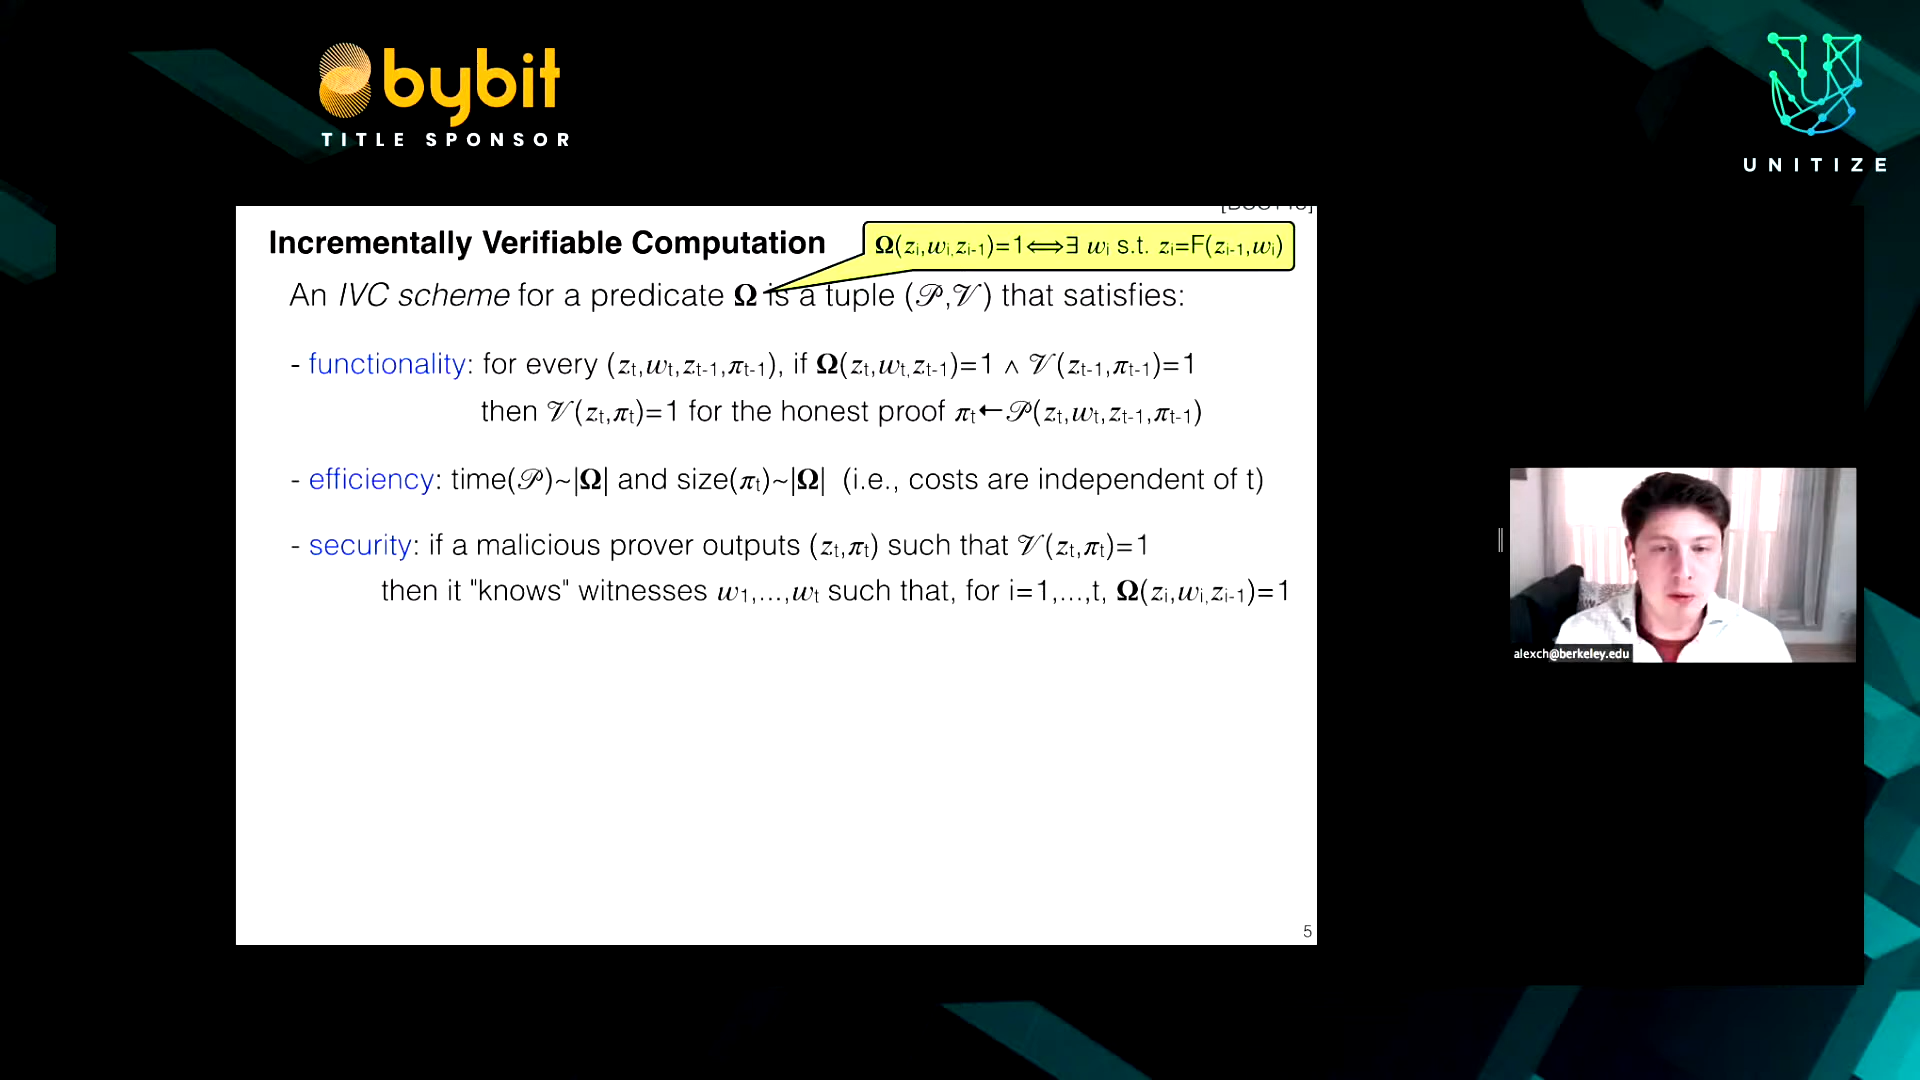 bybit
TITLE SPONSOR
UNITIZE
Incrementally Verifiable Computation
Ω(zᵢ,wᵢ,zᵢ₋₁)=1⟺∃ wᵢ s.t. zᵢ=F(zᵢ₋₁,wᵢ)
An IVC scheme for a predicate Ω is a tuple (𝒫,𝒱) that satisfies:
- functionality: for every (zₜ,wₜ,zₜ₋₁,πₜ₋₁), if Ω(zₜ,wₜ,zₜ₋₁)=1 ∧ 𝒱(zₜ₋₁,πₜ₋₁)=1
then 𝒱(zₜ,πₜ)=1 for the honest proof πₜ←𝒫(zₜ,wₜ,zₜ₋₁,πₜ₋₁)
- efficiency: time(𝒫)~|Ω| and size(πₜ)~|Ω| (i.e., costs are independent of t)
- security: if a malicious prover outputs (zₜ,πₜ) such that 𝒱(zₜ,πₜ)=1
then it "knows" witnesses w₁,...,wₜ such that, for i=1,...,t, Ω(zᵢ,wᵢ,zᵢ₋₁)=1
alexch@berkeley.edu
5